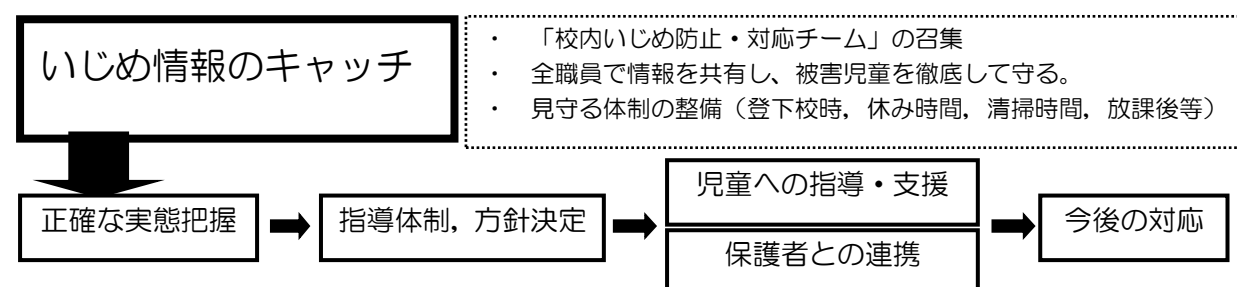 いじめ情報のキャッチ
・ 「校内いじめ防止・対応チーム」の召集
・ 全職員で情報を共有し、被害児童を徹底して守る。
・ 見守る体制の整備（登下校時，休み時間，清掃時間，放課後等）
正確な実態把握
指導体制，方針決定
児童への指導・支援
保護者との連携
今後の対応